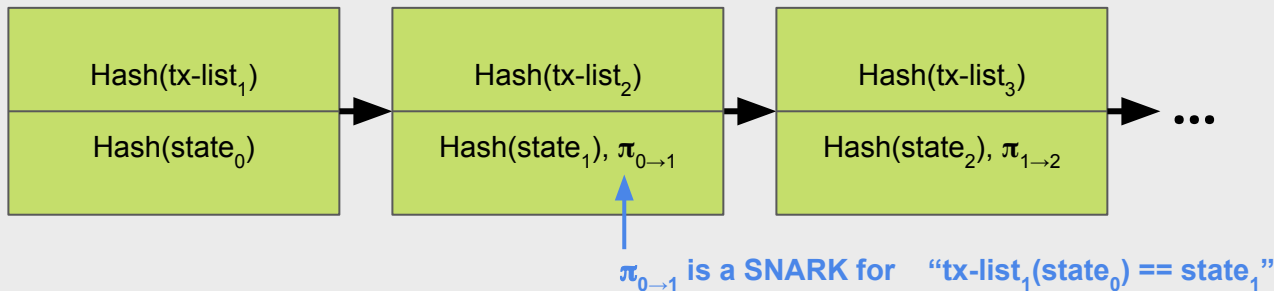 Hash(tx-list₁)
Hash(tx-list₂)
Hash(tx-list₃)
...
Hash(state₀)
Hash(state₁), π₀→₁
Hash(state₂), π₁→₂
π₀→₁ is a SNARK for “tx-list₁(state₀) == state₁”